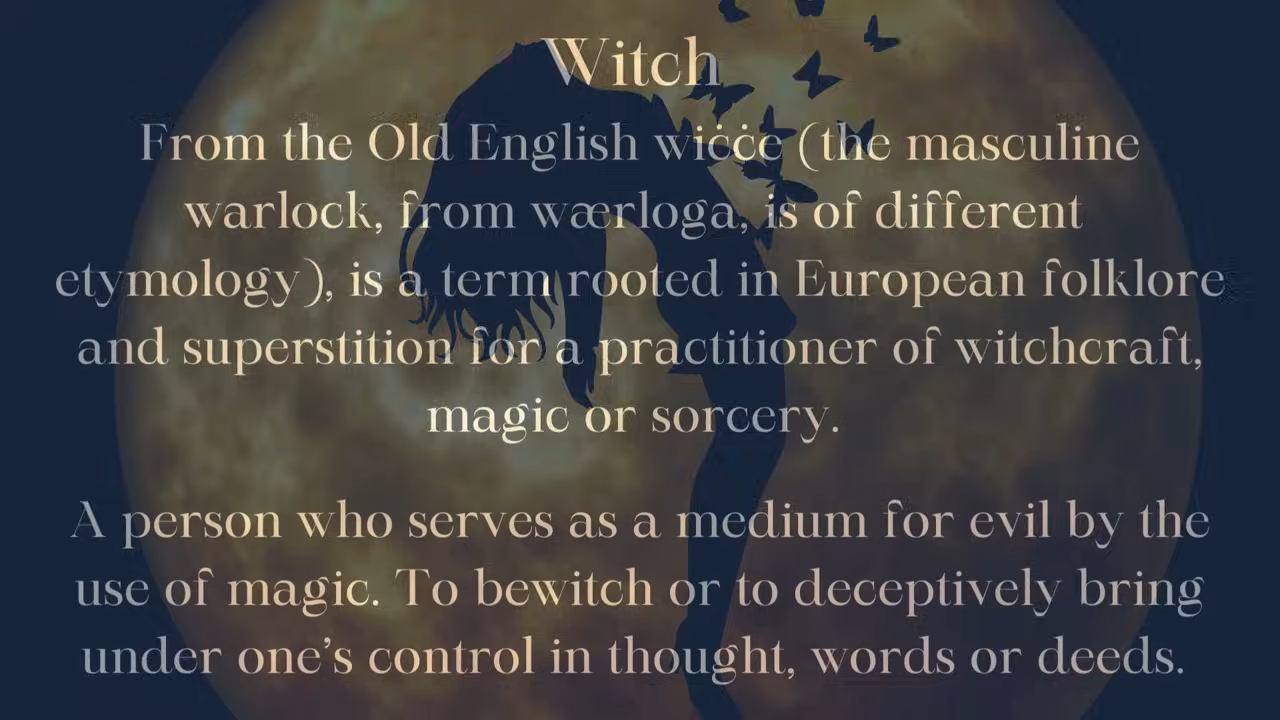 Witch
From the Old English wiċċe (the masculine
warlock, from wærloga, is of different
etymology), is a term rooted in European folklore
and superstition for a practitioner of witchcraft,
magic or sorcery.
A person who serves as a medium for evil by the
use of magic. To bewitch or to deceptively bring
under one’s control in thought, words or deeds.